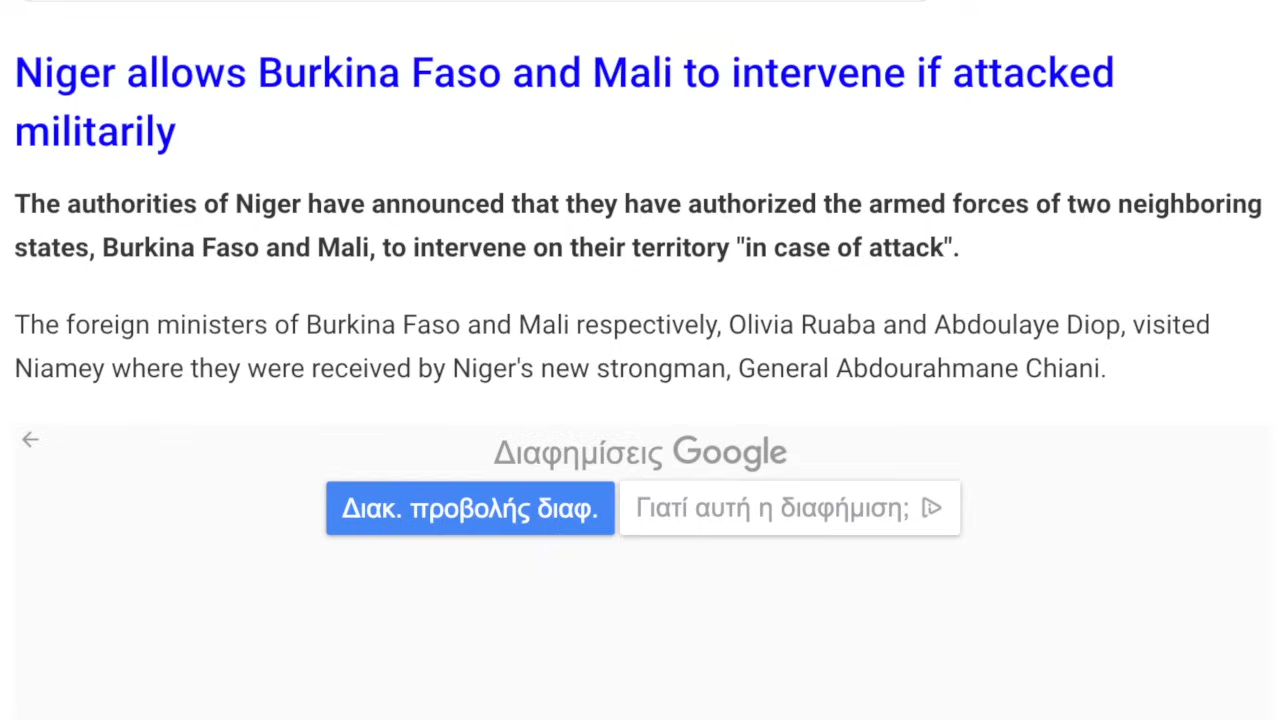 Niger allows Burkina Faso and Mali to intervene if attacked
militarily
The authorities of Niger have announced that they have authorized the armed forces of two neighboring
states, Burkina Faso and Mali, to intervene on their territory "in case of attack".
The foreign ministers of Burkina Faso and Mali respectively, Olivia Ruaba and Abdoulaye Diop, visited
Niamey where they were received by Niger's new strongman, General Abdourahmane Chiani.
Διαφημίσεις Google
Διακ. προβολής διαφ.
Γιατί αυτή η διαφήμιση;